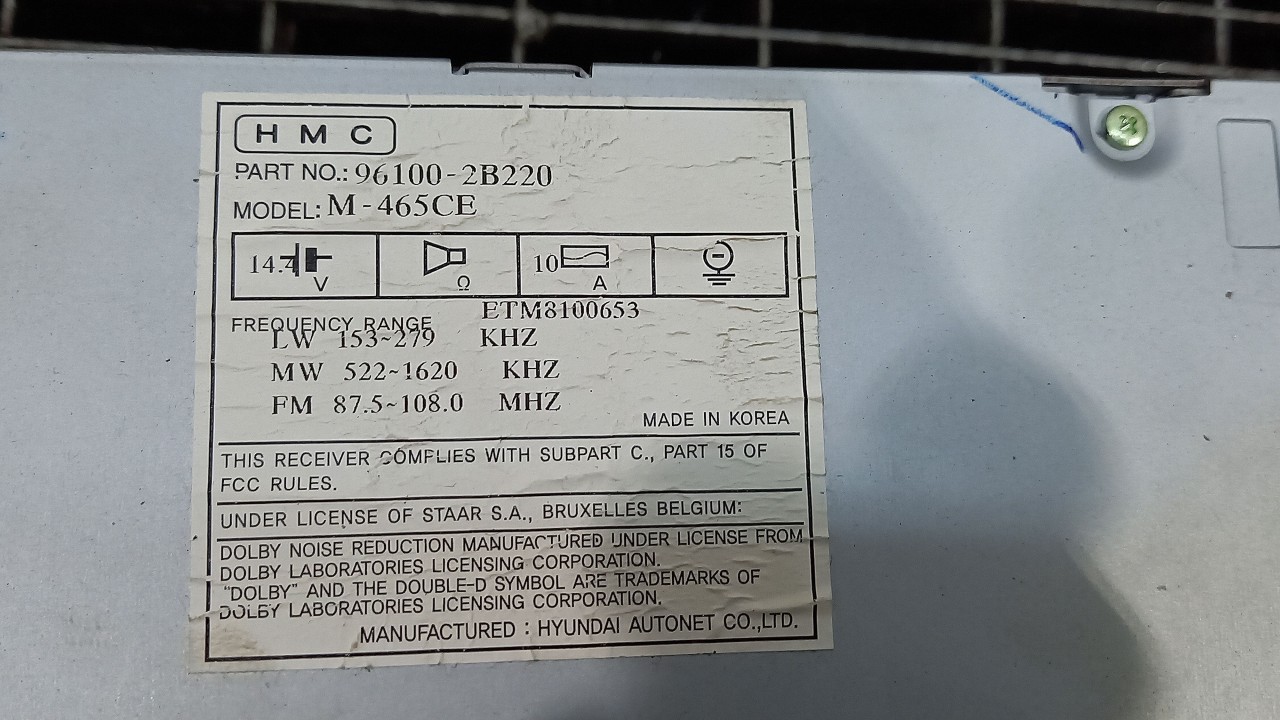 HMC
PART NO.: 96100-2B220
MODEL: M-465CE
14.4 V Ω 10 A
ETM8100653
FREQUENCY RANGE
LW 153~279 KHZ
MW 522~1620 KHZ
FM 87.5~108.0 MHZ
MADE IN KOREA
THIS RECEIVER COMPLIES WITH SUBPART C., PART 15 OF
FCC RULES.
UNDER LICENSE OF STAAR S.A., BRUXELLES BELGIUM:
DOLBY NOISE REDUCTION MANUFACTURED UNDER LICENSE FROM
DOLBY LABORATORIES LICENSING CORPORATION.
"DOLBY" AND THE DOUBLE-D SYMBOL ARE TRADEMARKS OF
DOLBY LABORATORIES LICENSING CORPORATION.
MANUFACTURED : HYUNDAI AUTONET CO.,LTD.